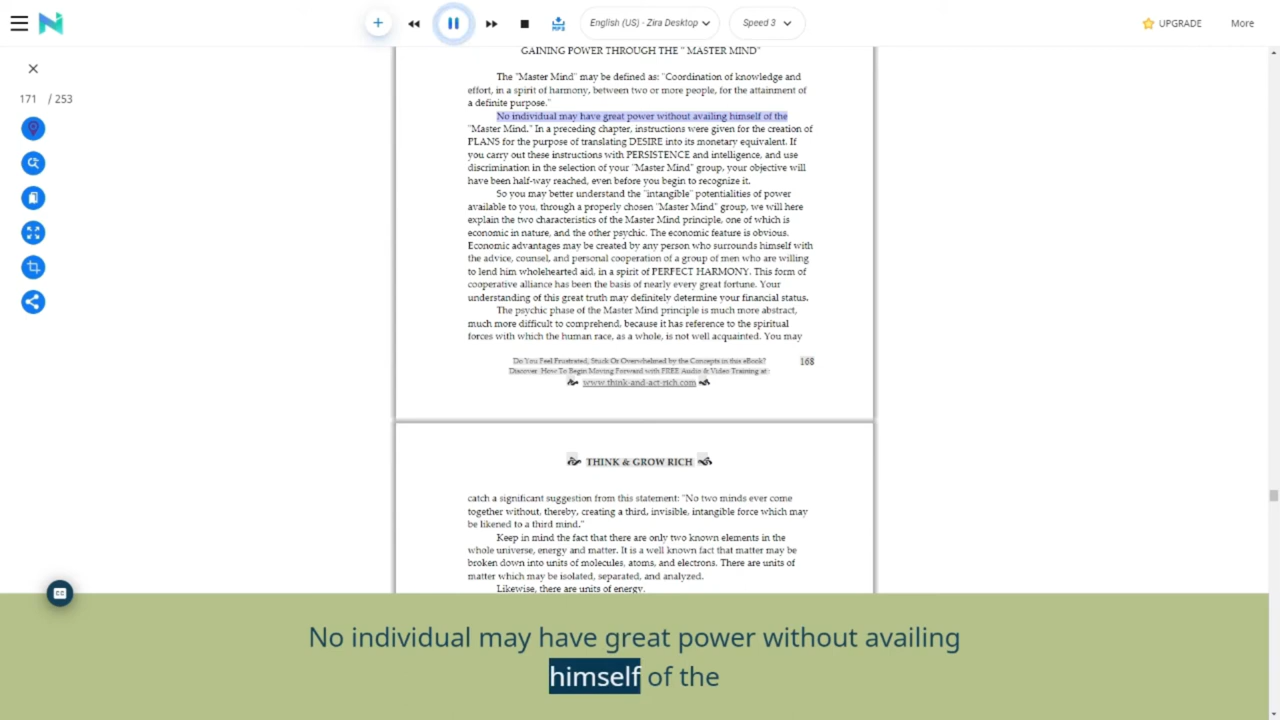 English (US) - Zira Desktop
Speed 3
UPGRADE
More
171 / 253
GAINING POWER THROUGH THE " MASTER MIND"
The "Master Mind" may be defined as: "Coordination of knowledge and
effort, in a spirit of harmony, between two or more people, for the attainment of
a definite purpose."
No individual may have great power without availing himself of the
"Master Mind." In a preceding chapter, instructions were given for the creation of
PLANS for the purpose of translating DESIRE into its monetary equivalent. If
you carry out these instructions with PERSISTENCE and intelligence, and use
discrimination in the selection of your "Master Mind" group, your objective will
have been half-way reached, even before you begin to recognize it.
So you may better understand the "intangible" potentialities of power
available to you, through a properly chosen "Master Mind" group, we will here
explain the two characteristics of the Master Mind principle, one of which is
economic in nature, and the other psychic. The economic feature is obvious.
Economic advantages may be created by any person who surrounds himself with
the advice, counsel, and personal cooperation of a group of men who are willing
to lend him wholehearted aid, in a spirit of PERFECT HARMONY. This form of
cooperative alliance has been the basis of nearly every great fortune. Your
understanding of this great truth may definitely determine your financial status.
The psychic phase of the Master Mind principle is much more abstract,
much more difficult to comprehend, because it has reference to the spiritual
forces with which the human race, as a whole, is not well acquainted. You may
Do You Feel Frustrated, Stuck Or Overwhelmed by the Concepts in this eBook?
168
Discover How To Begin Moving Forward with FREE Audio & Video Training at:
www.think-and-act-rich.com
THINK & GROW RICH
catch a significant suggestion from this statement: "No two minds ever come
together without, thereby, creating a third, invisible, intangible force which may
be likened to a third mind."
Keep in mind the fact that there are only two known elements in the
whole universe, energy and matter. It is a well known fact that matter may be
broken down into units of molecules, atoms, and electrons. There are units of
matter which may be isolated, separated, and analyzed.
Likewise, there are units of energy.
CC
No individual may have great power without availing
himself of the